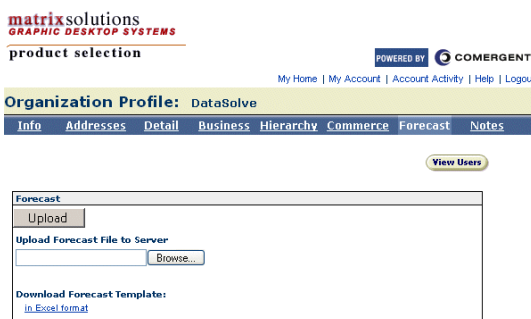 matrixsolutions
GRAPHIC DESKTOP SYSTEMS
product selection
POWERED BY COMERGENT
My Home | My Account | Account Activity | Help | Logou
Organization Profile: DataSolve
Info Addresses Detail Business Hierarchy Commerce Forecast Notes
View Users
Forecast
Upload
Upload Forecast File to Server
Browse...
Download Forecast Template:
in Excel format